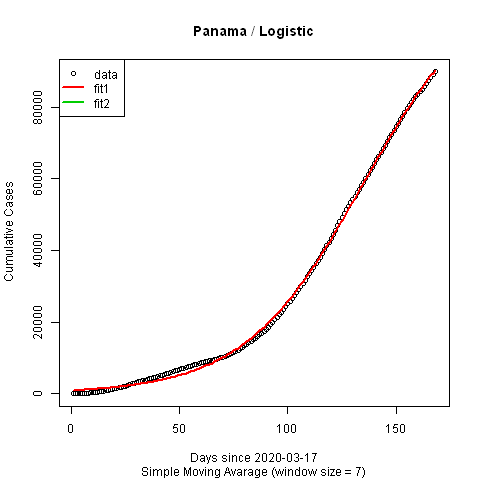 Panama / Logistic
data
fit1
fit2
Cumulative Cases
80000
60000
40000
20000
0
0 50 100 150
Days since 2020-03-17
Simple Moving Avarage (window size = 7)